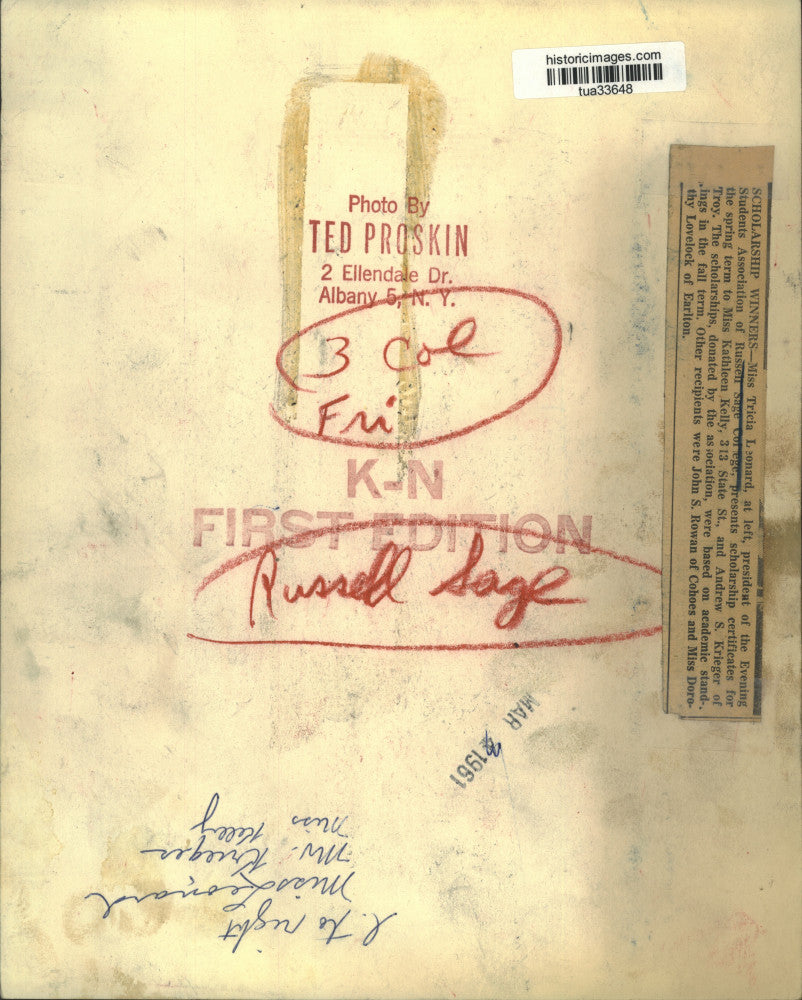 historicimages.com
tua33648
Photo By
TED PROSKIN
2 Ellendale Dr.
Albany 5, N. Y.
3 Col
Fri
K-N
FIRST EDITION
Russell Sage
SCHOLARSHIP WINNERS—Miss Tricia Leonard, at left, president of the Evening
Students Association of Russell Sage College, presents scholarship certificates for
the spring term to Miss Kathleen Kelly, 313 State St., and Andrew S. Krieger of
Troy. The scholarships, donated by the association, were based on academic stand-
ings in the fall term. Other recipients were John S. Rowan of Cohoes and Miss Doro-
thy Lovelock of Earlton.
MAR 1961
l. to right
Miss Leonard
Mr. Krieger
Miss Kelly